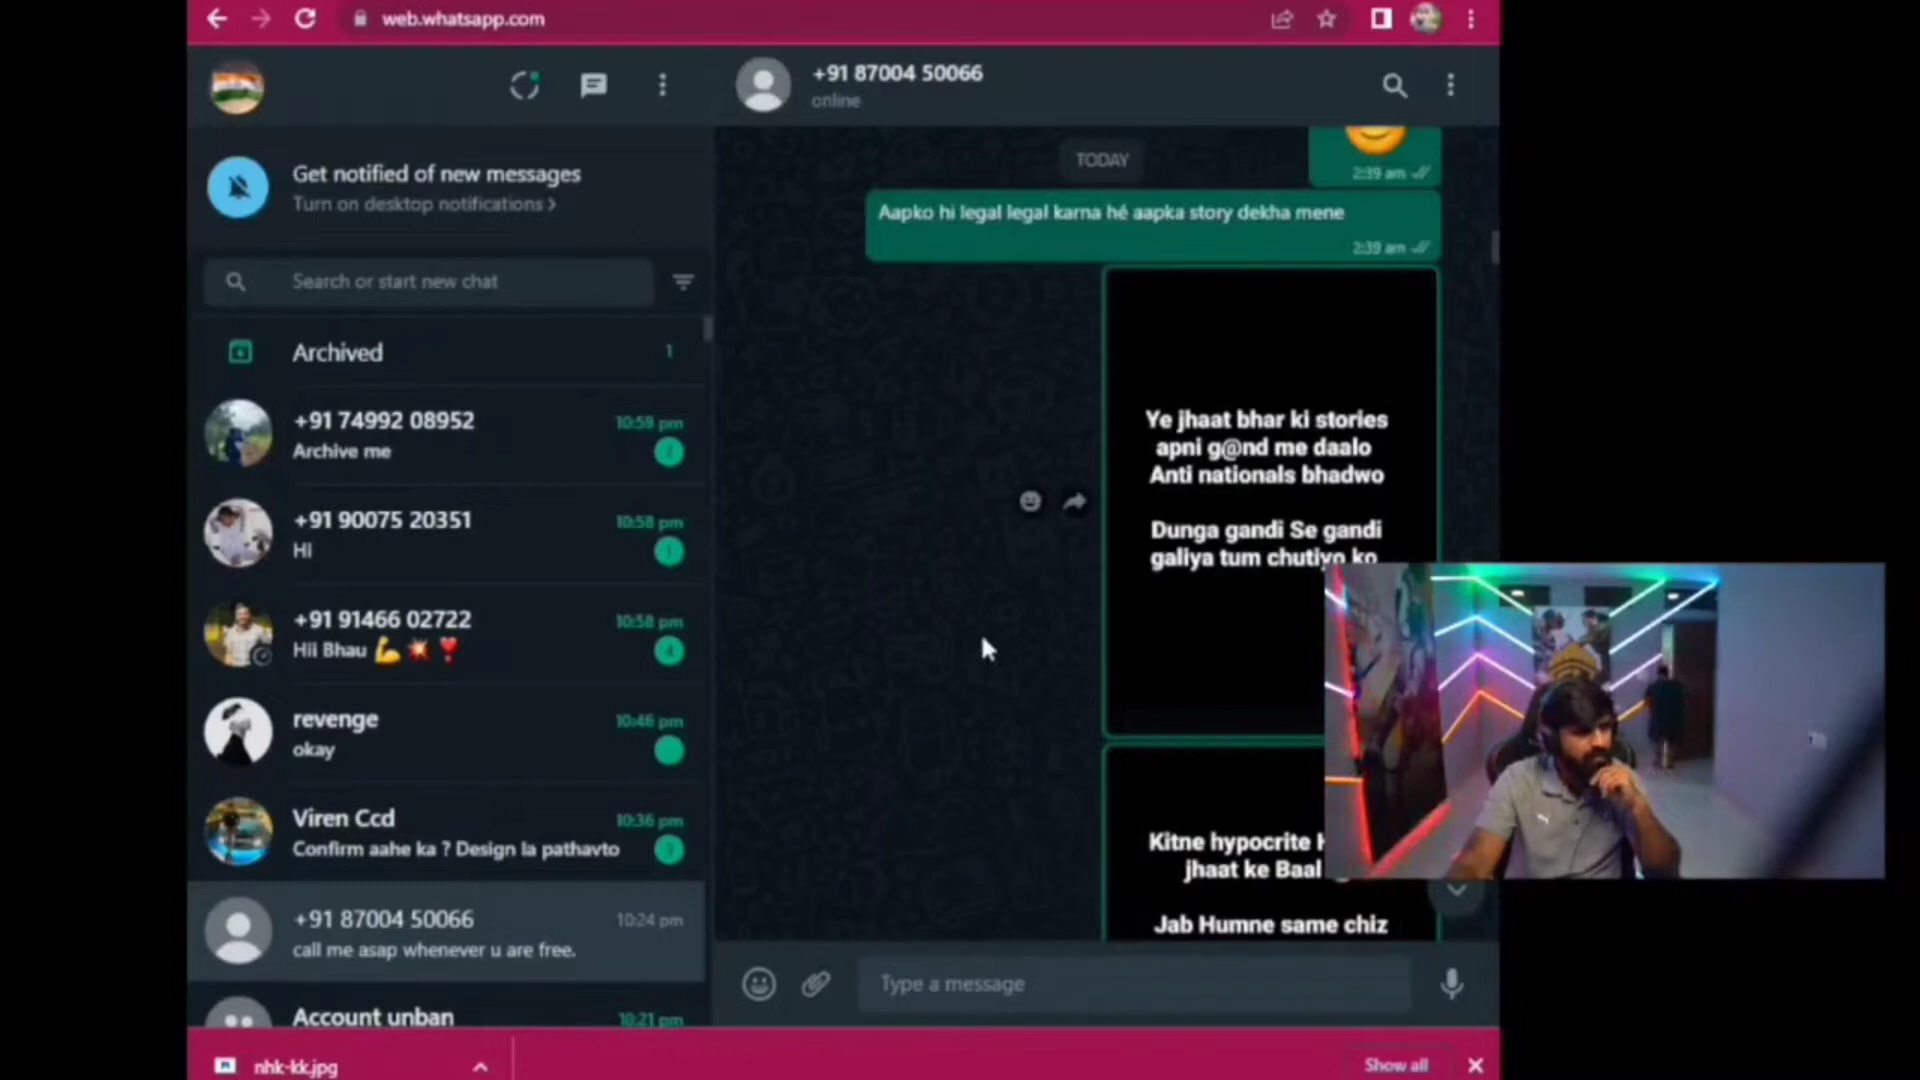 web.whatsapp.com
+91 87004 50066
online
Get notified of new messages
Turn on desktop notifications >
Search or start new chat
Archived
1
+91 74992 08952
10:59 pm
Archive me
+91 90075 20351
10:58 pm
Hi
1
+91 91466 02722
10:58 pm
Hii Bhau 💪💥❣️
4
revenge
10:46 pm
okay
Viren Ccd
10:36 pm
Confirm aahe ka ? Design la pathavto
+91 87004 50066
10:24 pm
call me asap whenever u are free.
Account unban
10:21 pm
2:39 am
TODAY
Aapko hi legal legal karna hé aapka story dekha mene
2:39 am
Ye jhaat bhar ki stories
apni g@nd me daalo
Anti nationals bhadwo
Dunga gandi Se gandi
galiya tum chutiyo ko
Kitne hypocrite
jhaat ke Baal
Jab Humne same chiz
Type a message
nhk-kk.jpg
Show all